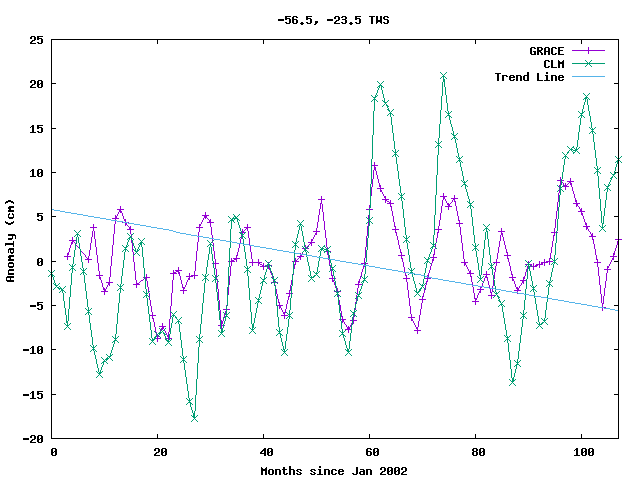 -56.5, -23.5 TWS
GRACE
CLM
Trend Line
25
20
15
10
5
0
-5
-10
-15
-20
Anomaly (cm)
0 20 40 60 80 100
Months since Jan 2002